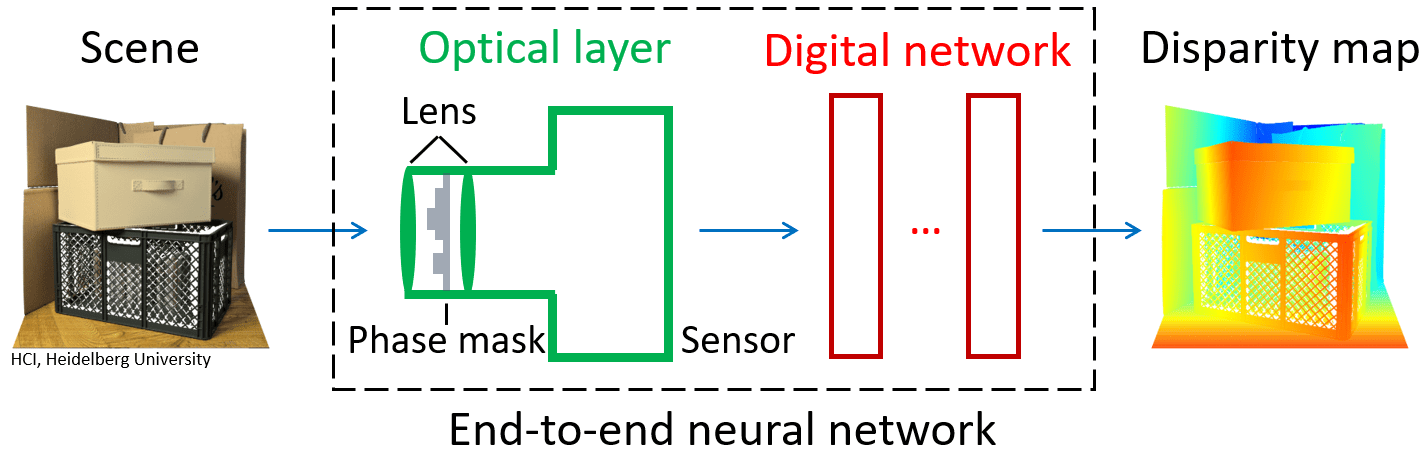 Scene
Optical layer
Digital network
Disparity map
Lens
...
Phase mask
Sensor
HCI, Heidelberg University
End-to-end neural network